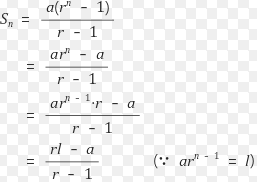 Sₙ = a(rⁿ − 1) / r − 1
= arⁿ − a / r − 1
= arⁿ ⁻ ¹·r − a / r − 1
= rl − a / r − 1 (∵ arⁿ ⁻ ¹ = l)